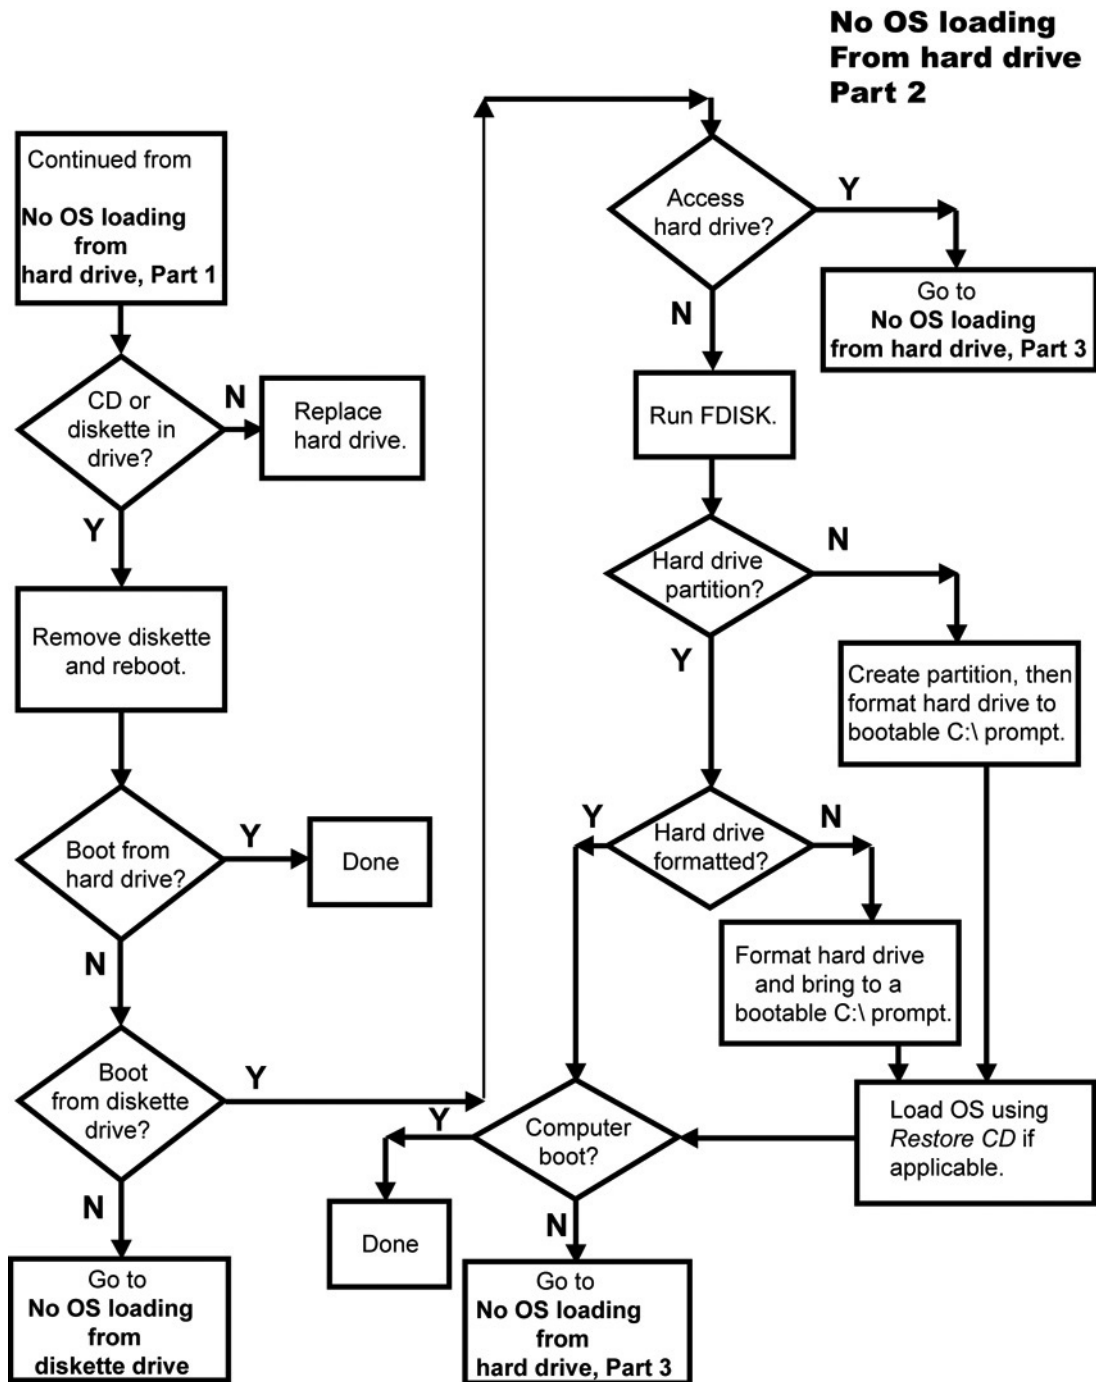 No OS loading
From hard drive
Part 2
Continued from
No OS loading
from
hard drive, Part 1
CD or
diskette in
drive?
N
Replace
hard drive.
Y
Remove diskette
and reboot.
Boot from
hard drive?
Y
Done
N
Boot
from diskette
drive?
Y
N
Go to
No OS loading
from
diskette drive
Access
hard drive?
Y
Go to
No OS loading
from hard drive, Part 3
N
Run FDISK.
Hard drive
partition?
N
Create partition, then
format hard drive to
bootable C:\ prompt.
Y
Hard drive
formatted?
Y
N
Format hard drive
and bring to a
bootable C:\ prompt.
Load OS using
Restore CD if
applicable.
Computer
boot?
Y
Done
N
Go to
No OS loading
from
hard drive, Part 3